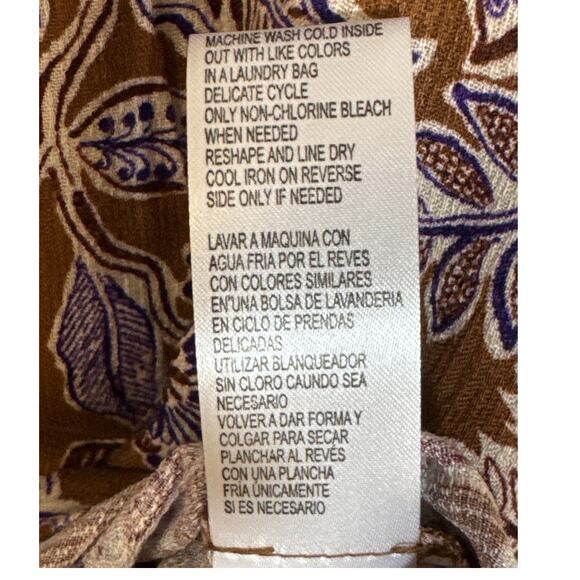 MACHINE WASH COLD INSIDE
OUT WITH LIKE COLORS
IN A LAUNDRY BAG
DELICATE CYCLE
ONLY NON-CHLORINE BLEACH
WHEN NEEDED
RESHAPE AND LINE DRY
COOL IRON ON REVERSE
SIDE ONLY IF NEEDED
LAVAR A MAQUINA CON
AGUA FRIA POR EL REVES
CON COLORES SIMILARES
EN"UNA BOLSA DE LAVANDERIA
EN CICLO DE PRENDAS
DELICADAS
UTILIZAR BLANQUEADOR
SIN CLORO CAUNDO SEA
NECESARIO
VOLVER A DAR FORMA Y
COLGAR PARA SECAR
PLANCHAR AL REVÉS
CON UNA PLANCHA
FRIA ÚNICAMENTE
SI ES NECESARIO